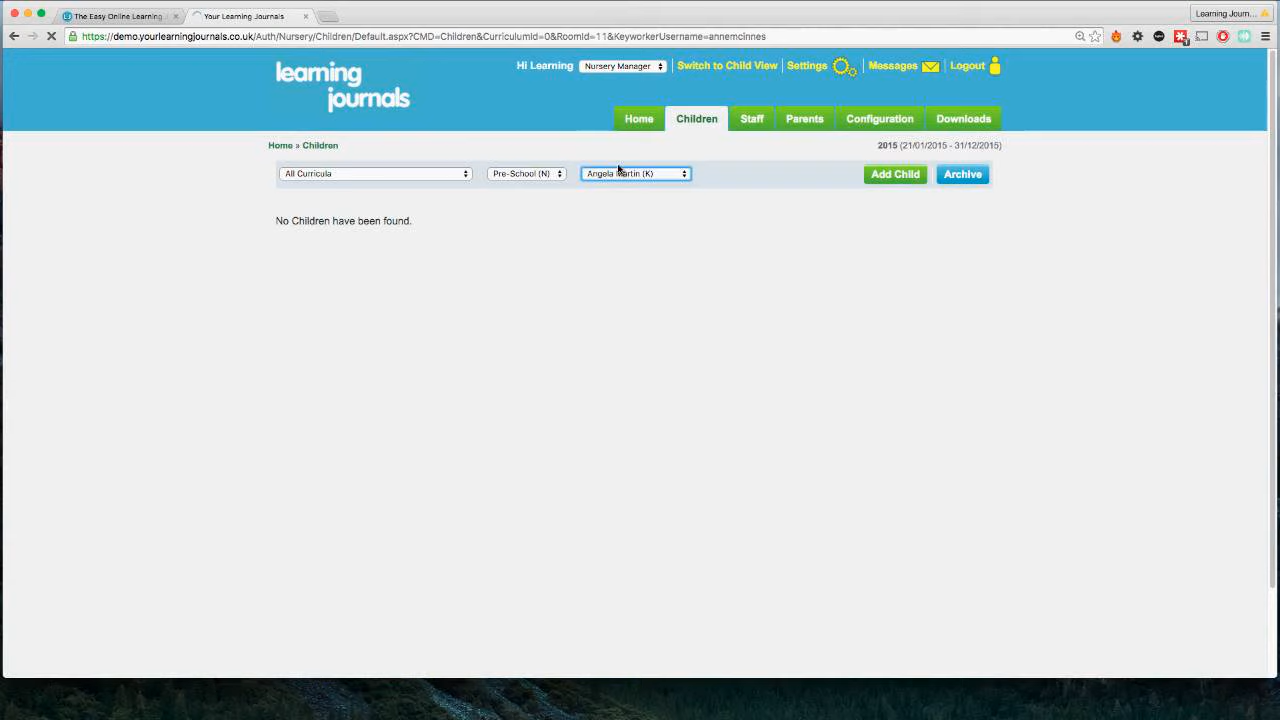 The Easy Online Learning
Your Learning Journals
Learning Journ...
https://demo.yourlearningjournals.co.uk/Auth/Nursery/Children/Default.aspx?CMD=Children&CurriculumId=0&RoomId=11&KeyworkerUsername=annemcinnes
learning
journals
Hi Learning Nursery Manager Switch to Child View Settings Messages Logout
Home Children Staff Parents Configuration Downloads
Home » Children 2015 (21/01/2015 - 31/12/2015)
All Curricula Pre-School (N) Angela Martin (K) Add Child Archive
No Children have been found.